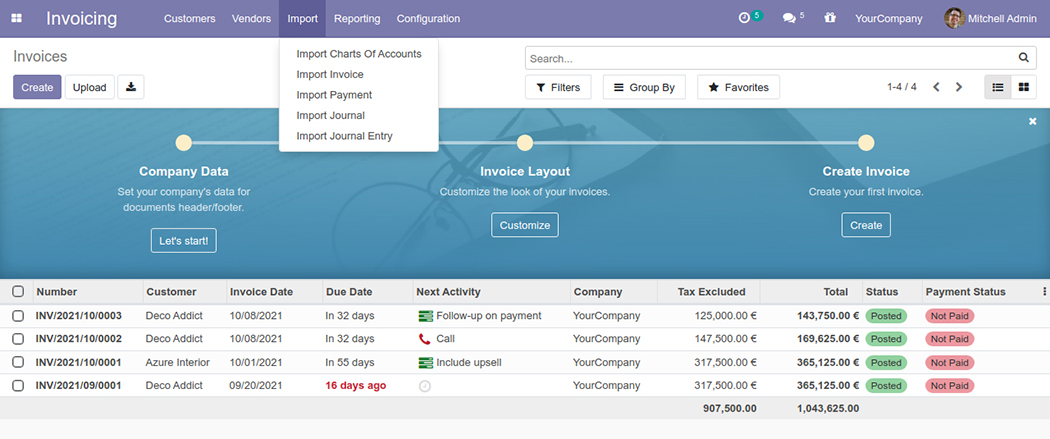 Invoicing Customers Vendors Import Reporting Configuration 5 5 YourCompany Mitchell Admin
Invoices
Search...
Create Upload
Filters Group By Favorites 1-4 / 4
Import Charts Of Accounts
Import Invoice
Import Payment
Import Journal
Import Journal Entry
Company Data
Set your company's data for
documents header/footer.
Let's start!
Invoice Layout
Customize the look of your invoices.
Customize
Create Invoice
Create your first invoice.
Create
Number Customer Invoice Date Due Date Next Activity Company Tax Excluded Total Status Payment Status
INV/2021/10/0003 Deco Addict 10/08/2021 In 32 days Follow-up on payment YourCompany 125,000.00 € 143,750.00 € Posted Not Paid
INV/2021/10/0002 Deco Addict 10/08/2021 In 32 days Call YourCompany 147,500.00 € 169,625.00 € Posted Not Paid
INV/2021/10/0001 Azure Interior 10/01/2021 In 55 days Include upsell YourCompany 317,500.00 € 365,125.00 € Posted Not Paid
INV/2021/09/0001 Deco Addict 09/20/2021 16 days ago YourCompany 317,500.00 € 365,125.00 € Posted Not Paid
907,500.00 1,043,625.00